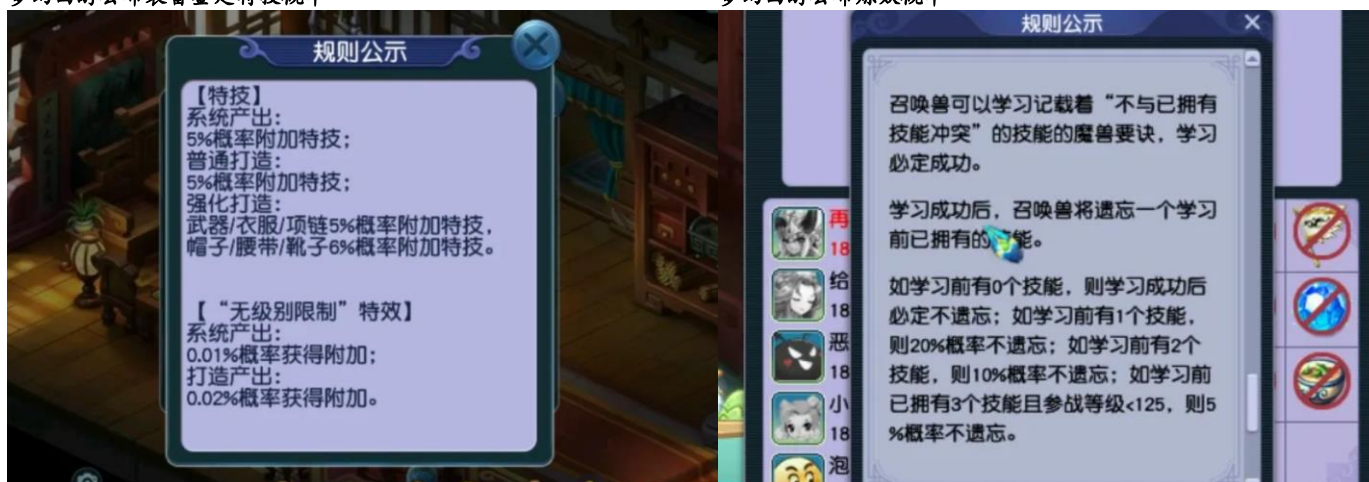 规则公示
【特技】
系统产出:
5%概率附加特技;
普通打造:
5%概率附加特技;
强化打造:
武器/衣服/项链5%概率附加特技,
帽子/腰带/靴子6%概率附加特技。
【“无级别限制”特效】
系统产出:
0.01%概率获得附加;
打造产出:
0.02%概率获得附加。
规则公示
召唤兽可以学习记载着“不与已拥有
技能冲突”的技能的魔兽要诀,学习
必定成功。
学习成功后,召唤兽将遗忘一个学习
前已拥有的 能。
如学习前有0个技能,则学习成功后
必定不遗忘;如学习前有1个技能,
则20%概率不遗忘;如学习前有2个
技能,则10%概率不遗忘;如学习前
已拥有3个技能且参战等级<125,则5
%概率不遗忘。
再
18
给
18
恶
18
小
18
泡